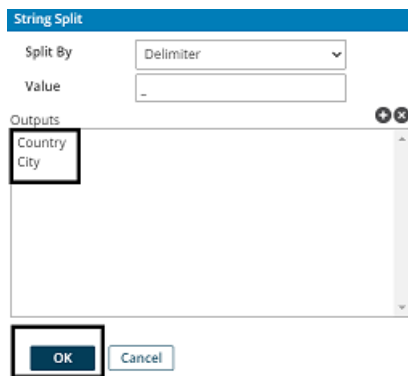 String Split
Split By
Delimiter
Value
_
Outputs
Country
City
OK
Cancel